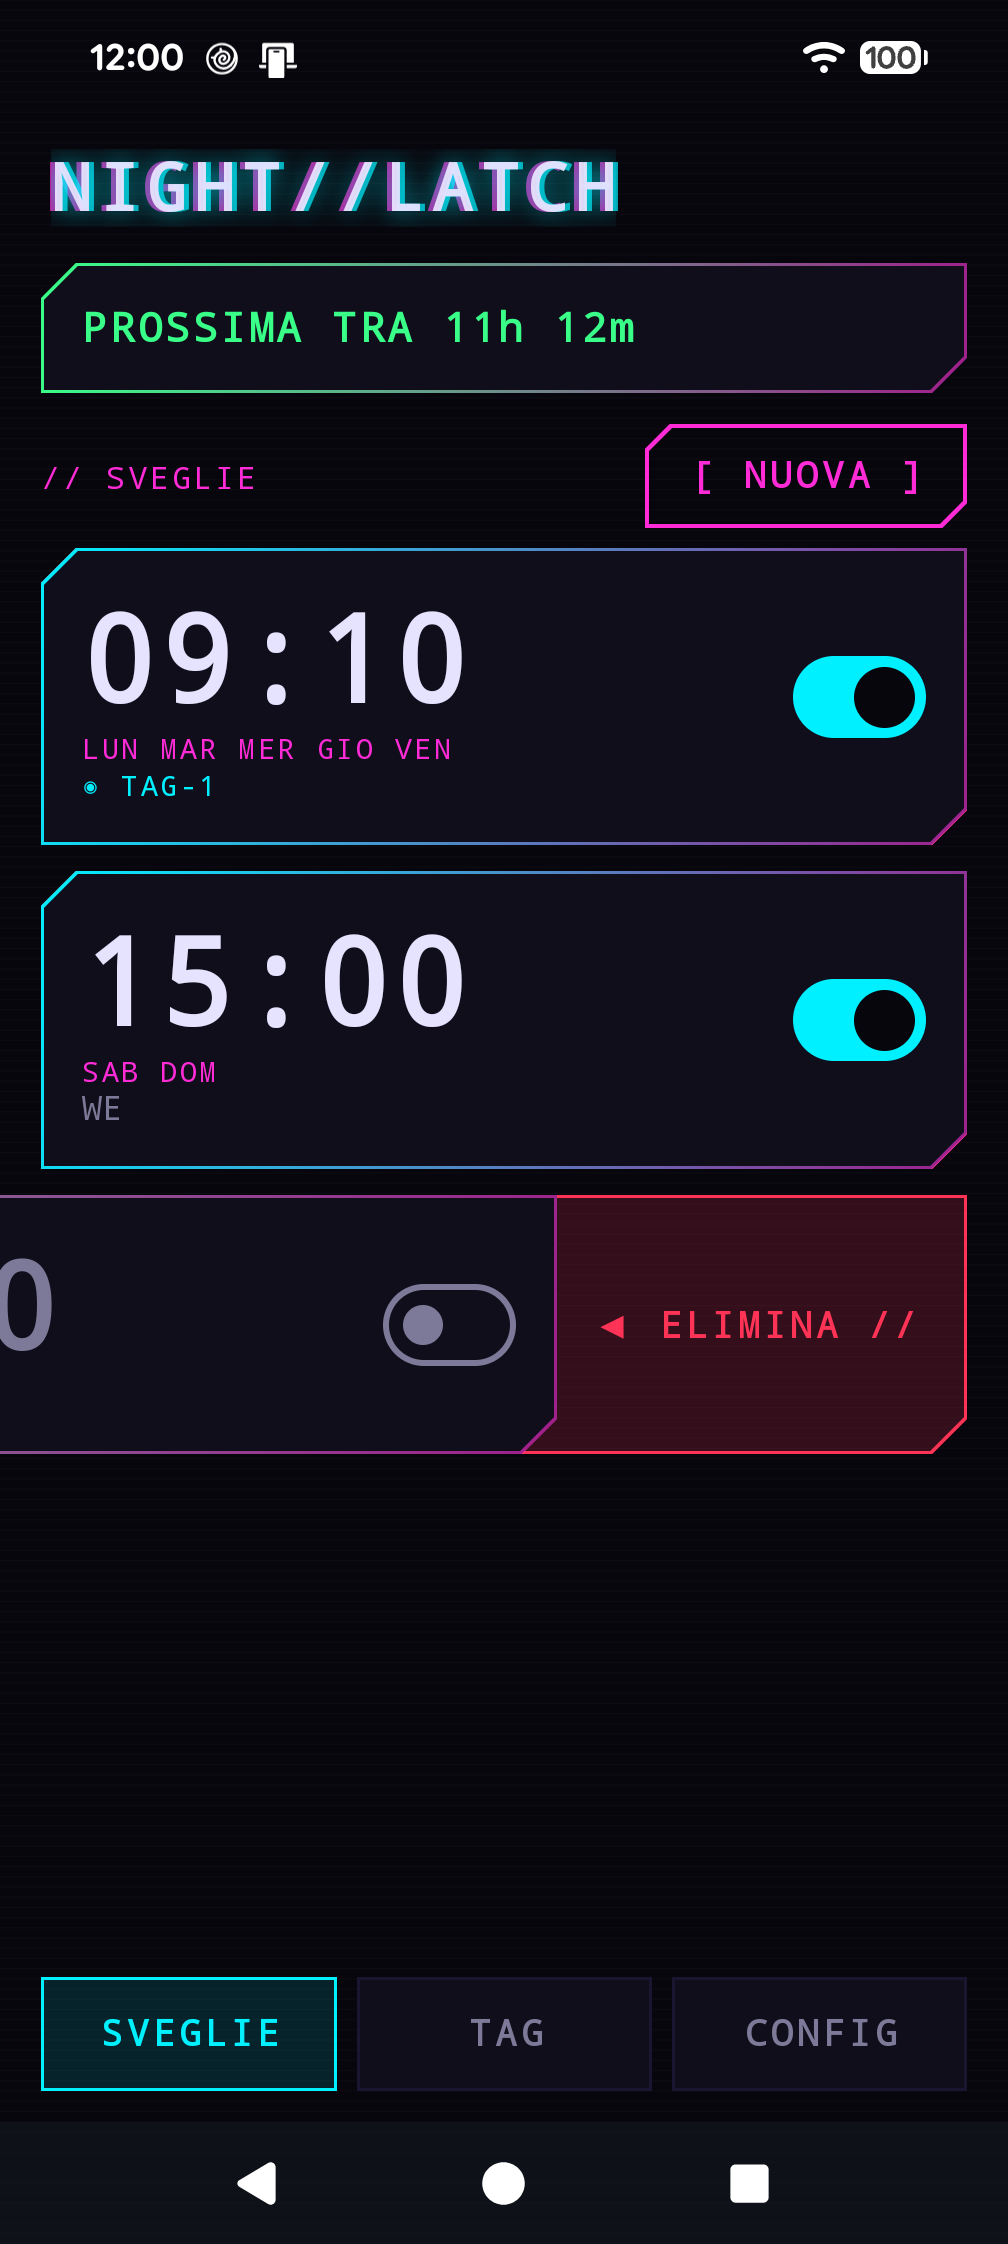 12:00 100
NIGHT//LATCH
PROSSIMA TRA 11h 12m
// SVEGLIE
[ NUOVA ]
09:10
LUN MAR MER GIO VEN
◉ TAG-1
15:00
SAB DOM
WE
0
◀ ELIMINA //
SVEGLIE TAG CONFIG